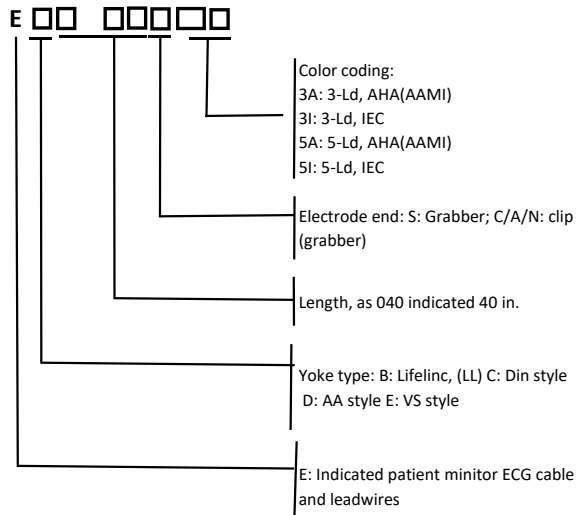 E □□ □□□□□
Color coding:
3A: 3-Ld, AHA(AAMI)
3I: 3-Ld, IEC
5A: 5-Ld, AHA(AAMI)
5I: 5-Ld, IEC
Electrode end: S: Grabber; C/A/N: clip
(grabber)
Length, as 040 indicated 40 in.
Yoke type: B: Lifelinc, (LL) C: Din style
D: AA style E: VS style
E: Indicated patient minitor ECG cable
and leadwires